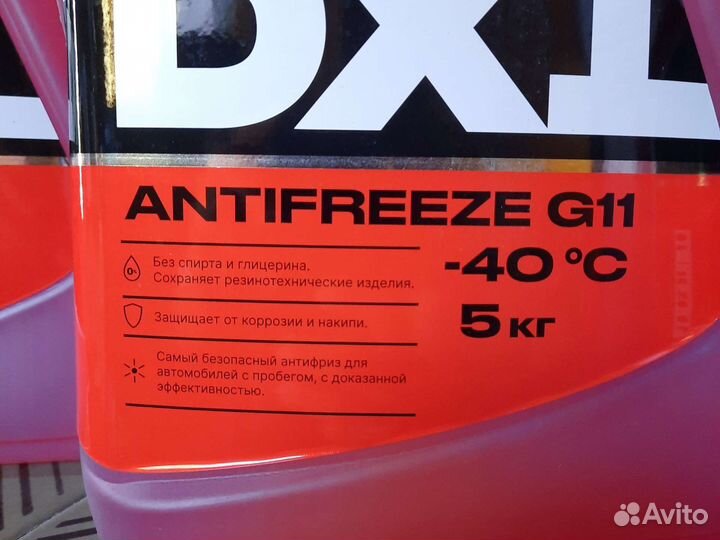 ANTIFREEZE G11
0%
Без спирта и глицерина.
Сохраняет резинотехнические изделия.
-40 °C
Защищает от коррозии и накипи.
5 кг
Самый безопасный антифриз для
автомобилей с пробегом, с доказанной
эффективностью.
Avito